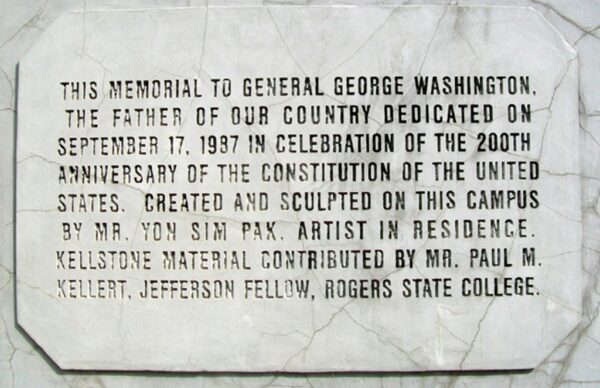 THIS MEMORIAL TO GENERAL GEORGE WASHINGTON,
THE FATHER OF OUR COUNTRY DEDICATED ON
SEPTEMBER 17, 1987 IN CELEBRATION OF THE 200TH
ANNIVERSARY OF THE CONSTITUTION OF THE UNITED
STATES. CREATED AND SCULPTED ON THIS CAMPUS
BY MR. YON SIM PAK, ARTIST IN RESIDENCE.
KELLSTONE MATERIAL CONTRIBUTED BY MR. PAUL M.
KELLERT, JEFFERSON FELLOW, ROGERS STATE COLLEGE.